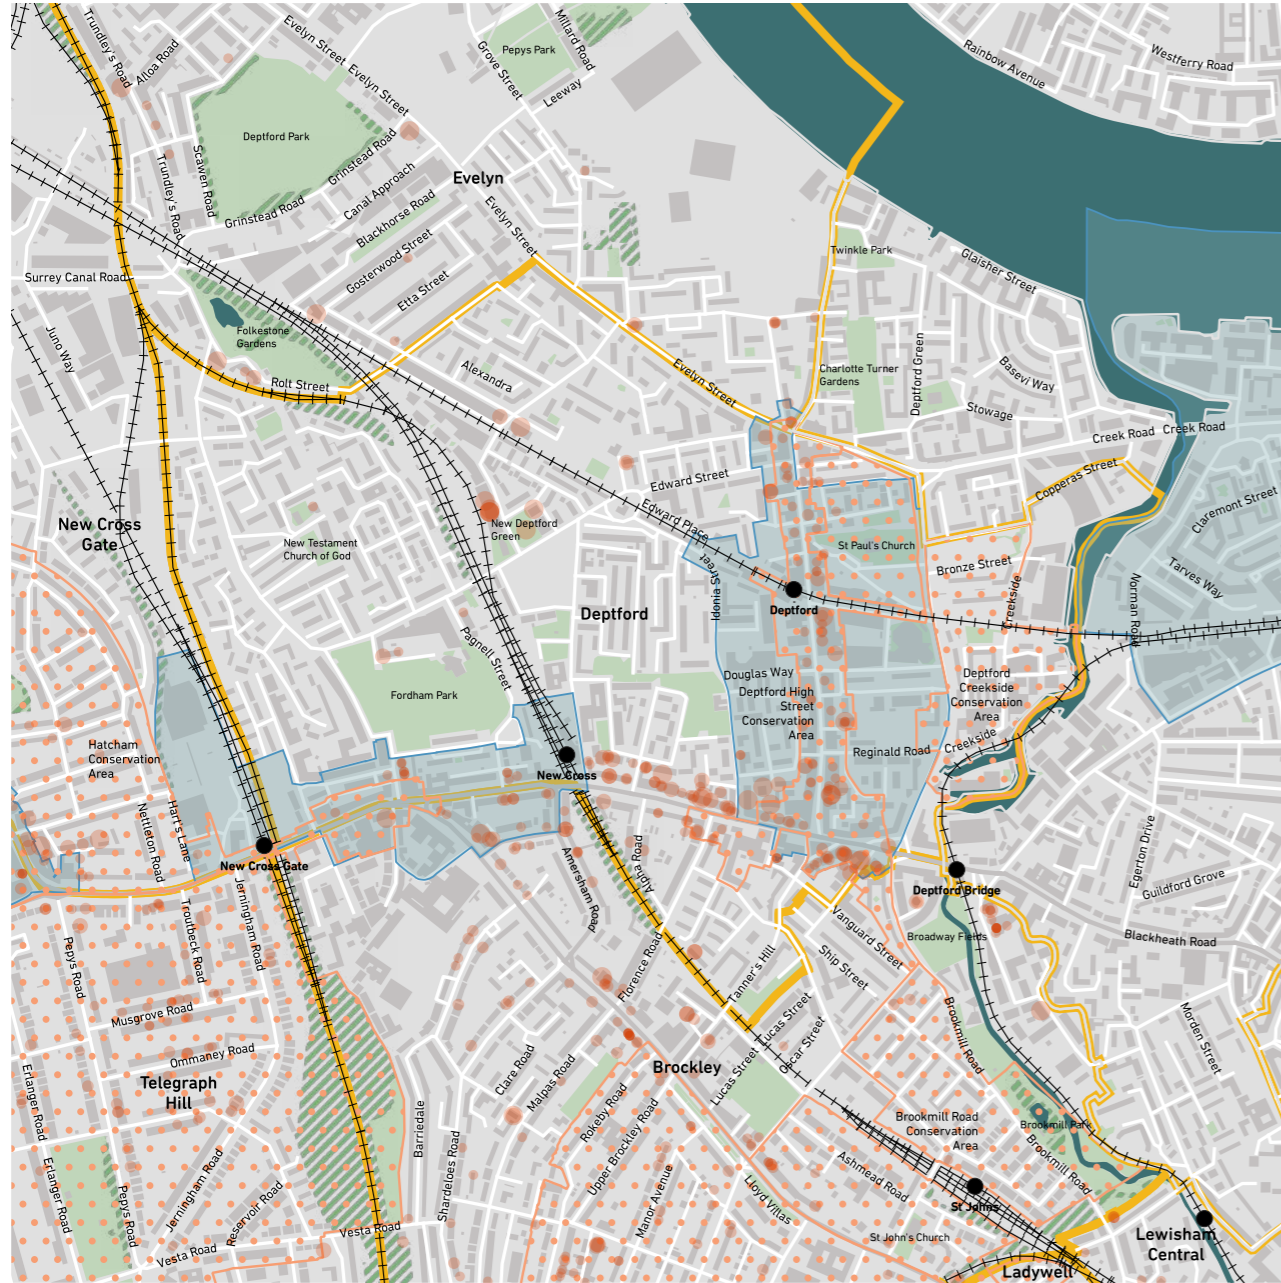 Trundley's Road
Alloa Road
Evelyn Street
Evelyn Street
Pepys Park
Millard Road
Grove Street
Leeway
Rainbow Avenue
Westferry Road
Deptford Park
Scawen Road
Trundley's Road
Grinstead Road
Grinstead Road
Canal Approach
Blackhorse Road
Evelyn
Evelyn Street
Gosterwood Street
Etta Street
Surrey Canal Road
Twinkle Park
Glaisher Street
Juno Way
Folkestone
Gardens
Rolt Street
Alexandra
Evelyn Street
Charlotte Turner
Gardens
Deptford Green
Basevi Way
Stowage
Creek Road
Creek Road
Copperas Street
Claremont Street
Edward Street
Edward Place
New Cross
Gate
New Testament
Church of God
New Deptford
Green
St Paul's Church
Bronze Street
Idonia Street
Deptford
Deptford
Creekside
Norman Road
Tarves Way
Pagnell Street
Fordham Park
Douglas Way
Deptford High
Street
Conservation
Area
Deptford
Creekside
Conservation
Area
Reginald Road
Creekside
Hatcham
Conservation
Area
New Cross
Nettleton Road
Hart's Lane
New Cross Gate
Amersham Road
Alpha Road
Deptford Bridge
Egerton Drive
Guildford Grove
Jerningham Road
Troutbeck Road
Pepys Road
Vanguard Street
Broadway Fields
Blackheath Road
Florence Road
Tanner's Hill
Ship Street
Musgrove Road
Lucas Street
Oscar Street
Brookmill Road
Morden Street
Ommaney Road
Telegraph
Hill
Clare Road
Malpas Road
Brockley
Lucas Street
Erlanger Road
Barriedale
Rokeby Road
Upper Brockley Road
Brookmill Road
Conservation
Area
Brookmill Park
Brookmill Road
Erlanger Road
Pepys Road
Jerningham Road
Reservoir Road
Shardeloes Road
Manor Avenue
Lloyd Villas
Ashmead Road
St Johns
Vesta Road
Vesta Road
St John's Church
Lewisham
Central
Ladywell